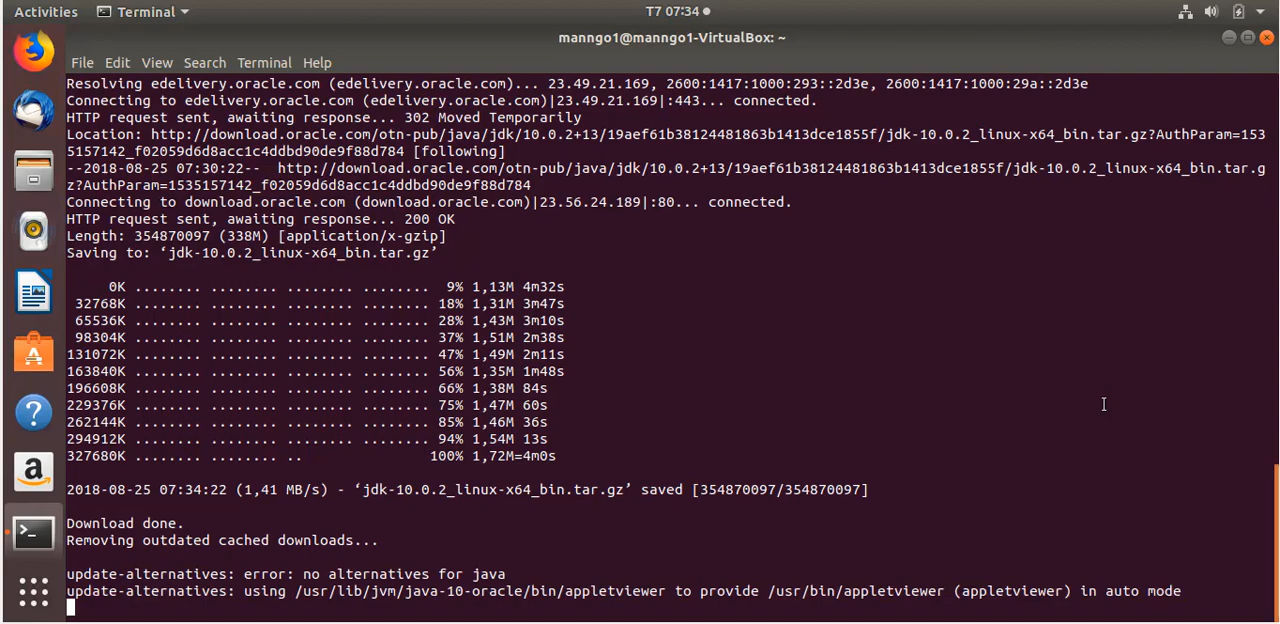 Activities Terminal T7 07:34
manngo1@manngo1-VirtualBox: ~
File Edit View Search Terminal Help
Resolving edelivery.oracle.com (edelivery.oracle.com)... 23.49.21.169, 2600:1417:1000:293::2d3e, 2600:1417:1000:29a::2d3e
Connecting to edelivery.oracle.com (edelivery.oracle.com)|23.49.21.169|:443... connected.
HTTP request sent, awaiting response... 302 Moved Temporarily
Location: http://download.oracle.com/otn-pub/java/jdk/10.0.2+13/19aef61b38124481863b1413dce1855f/jdk-10.0.2_linux-x64_bin.tar.gz?AuthParam=153
5157142_f02059d6d8acc1c4ddbd90de9f88d784 [following]
--2018-08-25 07:30:22-- http://download.oracle.com/otn-pub/java/jdk/10.0.2+13/19aef61b38124481863b1413dce1855f/jdk-10.0.2_linux-x64_bin.tar.g
z?AuthParam=1535157142_f02059d6d8acc1c4ddbd90de9f88d784
Connecting to download.oracle.com (download.oracle.com)|23.56.24.189|:80... connected.
HTTP request sent, awaiting response... 200 OK
Length: 354870097 (338M) [application/x-gzip]
Saving to: ‘jdk-10.0.2_linux-x64_bin.tar.gz’
0K ........ ........ ........ ........ 9% 1,13M 4m32s
32768K ........ ........ ........ ........ 18% 1,31M 3m47s
65536K ........ ........ ........ ........ 28% 1,43M 3m10s
98304K ........ ........ ........ ........ 37% 1,51M 2m38s
131072K ........ ........ ........ ........ 47% 1,49M 2m11s
163840K ........ ........ ........ ........ 56% 1,35M 1m48s
196608K ........ ........ ........ ........ 66% 1,38M 84s
229376K ........ ........ ........ ........ 75% 1,47M 60s
262144K ........ ........ ........ ........ 85% 1,46M 36s
294912K ........ ........ ........ ........ 94% 1,54M 13s
327680K ........ ........ .. 100% 1,72M=4m0s
2018-08-25 07:34:22 (1,41 MB/s) - ‘jdk-10.0.2_linux-x64_bin.tar.gz’ saved [354870097/354870097]
Download done.
Removing outdated cached downloads...
update-alternatives: error: no alternatives for java
update-alternatives: using /usr/lib/jvm/java-10-oracle/bin/appletviewer to provide /usr/bin/appletviewer (appletviewer) in auto mode